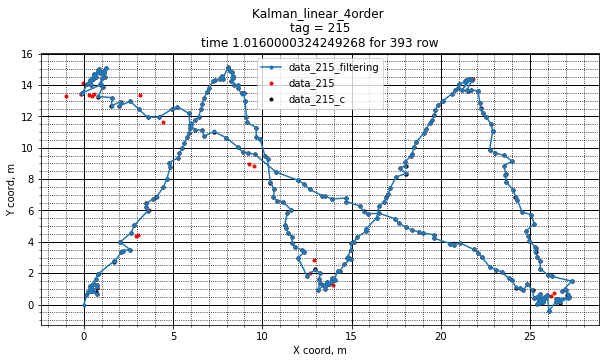 Kalman_linear_4order
tag = 215
time 1.0160000324249268 for 393 row
data_215_filtering
data_215
data_215_c
16
14
12
10
8
6
4
2
0
Y coord, m
0 5 10 15 20 25
X coord, m